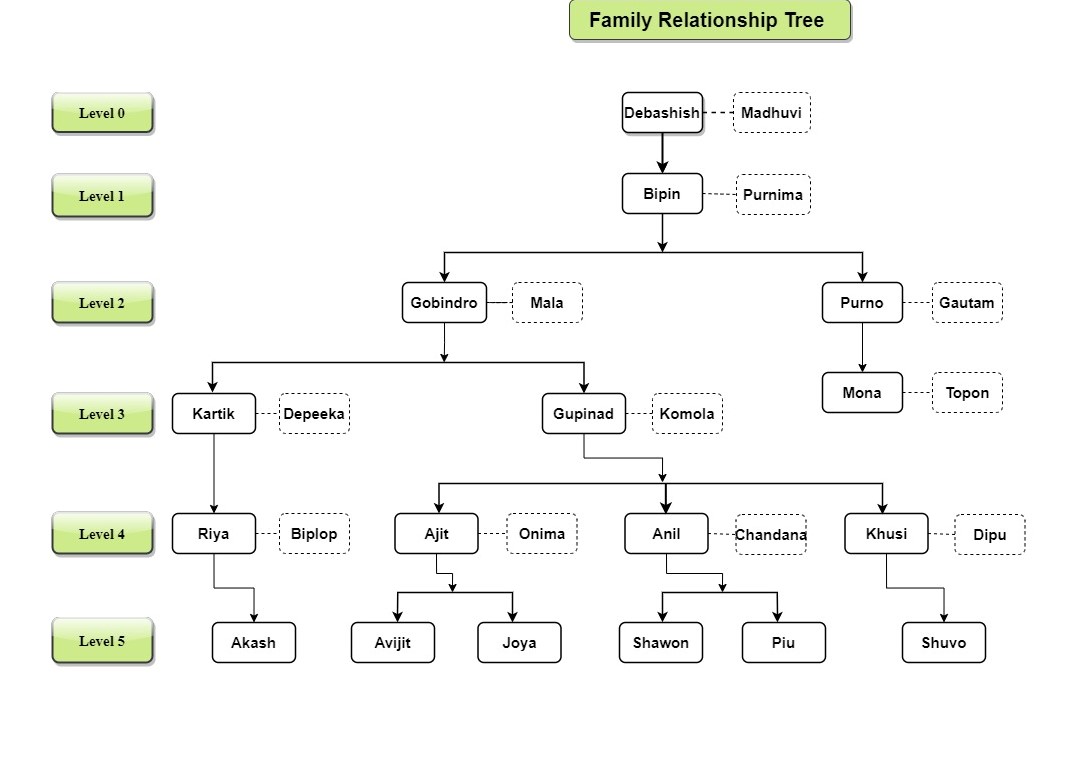 Family Relationship Tree
Level 0
Debashish
Madhuvi
Level 1
Bipin
Purnima
Level 2
Gobindro
Mala
Purno
Gautam
Mona
Topon
Level 3
Kartik
Depeeka
Gupinad
Komola
Level 4
Riya
Biplop
Ajit
Onima
Anil
Chandana
Khusi
Dipu
Level 5
Akash
Avijit
Joya
Shawon
Piu
Shuvo